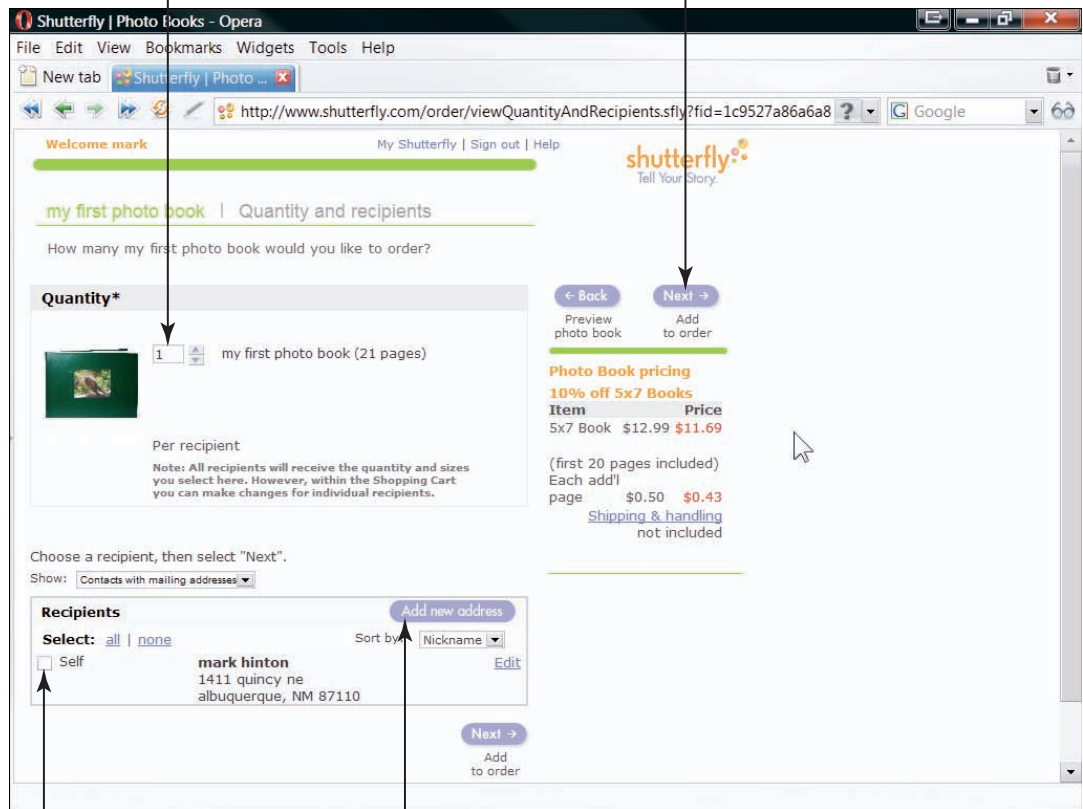 Shutterfly | Photo Books - Opera
File Edit View Bookmarks Widgets Tools Help
New tab Shutterfly | Photo ...
http://www.shutterfly.com/order/viewQuantityAndRecipients.sfly?fid=1c9527a86a6a8 ? Google
Welcome mark My Shutterfly | Sign out | Help
shutterfly
Tell Your Story.
my first photo book | Quantity and recipients
How many my first photo book would you like to order?
Quantity*
1 my first photo book (21 pages)
Per recipient
Note: All recipients will receive the quantity and sizes
you select here. However, within the Shopping Cart
you can make changes for individual recipients.
← Back Next →
Preview Add
photo book to order
Photo Book pricing
10% off 5x7 Books
Item Price
5x7 Book $12.99 $11.69
(first 20 pages included)
Each add'l
page $0.50 $0.43
Shipping & handling
not included
Choose a recipient, then select "Next".
Show: Contacts with mailing addresses
Recipients Add new address
Select: all | none Sort by: Nickname
Self mark hinton Edit
1411 quincy ne
albuquerque, NM 87110
Next →
Add
to order